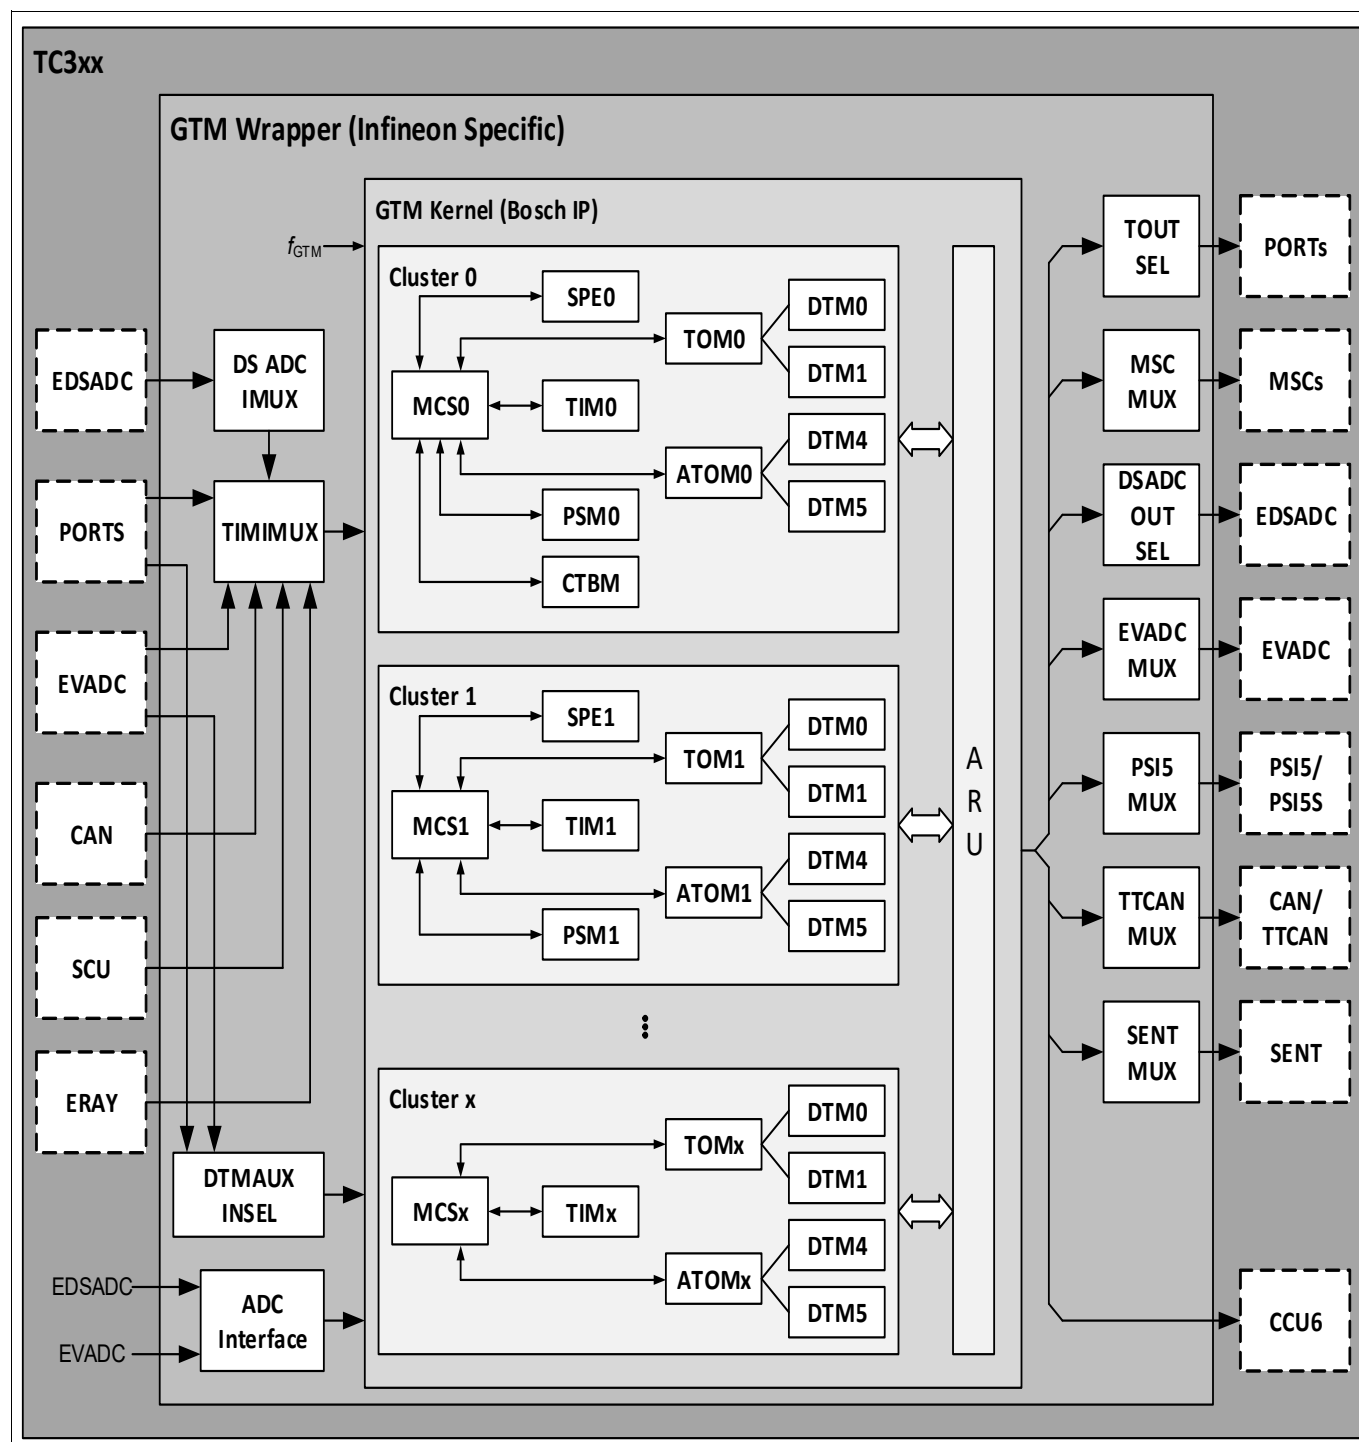 TC3xx
GTM Wrapper (Infineon Specific)
GTM Kernel (Bosch IP)
fGTM
EDSADC
DS ADC
IMUX
PORTS
TIMIMUX
EVADC
CAN
SCU
ERAY
DTMAUX
INSEL
EDSADC
EVADC
ADC
Interface
Cluster 0
SPE0
MCS0
TIM0
PSM0
CTBM
TOM0
DTM0
DTM1
ATOM0
DTM4
DTM5
Cluster 1
SPE1
MCS1
TIM1
PSM1
TOM1
DTM0
DTM1
ATOM1
DTM4
DTM5
Cluster x
MCSx
TIMx
TOMx
DTM0
DTM1
ATOMx
DTM4
DTM5
A
R
U
TOUT
SEL
PORTs
MSC
MUX
MSCs
DSADC
OUT
SEL
EDSADC
EVADC
MUX
EVADC
PSI5
MUX
PSI5/
PSI5S
TTCAN
MUX
CAN/
TTCAN
SENT
MUX
SENT
CCU6